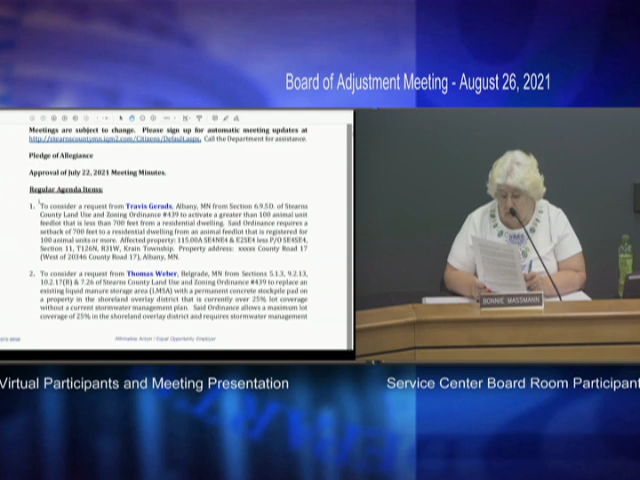 Board of Adjustment Meeting - August 26, 2021
Meetings are subject to change. Please sign up for automatic meeting updates at
http://stearnscountymn.iqm2.com/Citizens/Default.aspx. Call the Department for assistance.
Pledge of Allegiance
Approval of July 22, 2021 Meeting Minutes.
Regular Agenda Items:
1. To consider a request from Travis Gerads, Albany, MN from Section 6.9.5D. of Stearns
County Land Use and Zoning Ordinance #439 to activate a greater than 100 animal unit
feedlot that is less than 700 feet from a residential dwelling. Said Ordinance requires a
setback of 700 feet to a residential dwelling from an animal feedlot that is registered for
100 animal units or more. Affected property: 115.00A SE4NE4 & E2SE4 less P/O SE4SE4,
Section 11, T126N, R31W, Krain Township. Property address: xxxxx County Road 17
(West of 20346 County Road 17), Albany, MN.
2. To consider a request from Thomas Weber, Belgrade, MN from Sections 5.1.3, 9.2.13,
10.2.17(B) & 7.26 of Stearns County Land Use and Zoning Ordinance #439 to replace an
existing liquid manure storage area (LMSA) with a permanent concrete stockpile pad on
a property in the shoreland overlay district that is currently over 25% lot coverage
without a current stormwater management plan. Said Ordinance allows a maximum lot
coverage of 25% in the shoreland overlay district and requires stormwater management
Affirmative Action / Equal Opportunity Employer
BONNIE MASSMANN
Virtual Participants and Meeting Presentation
Service Center Board Room Participant